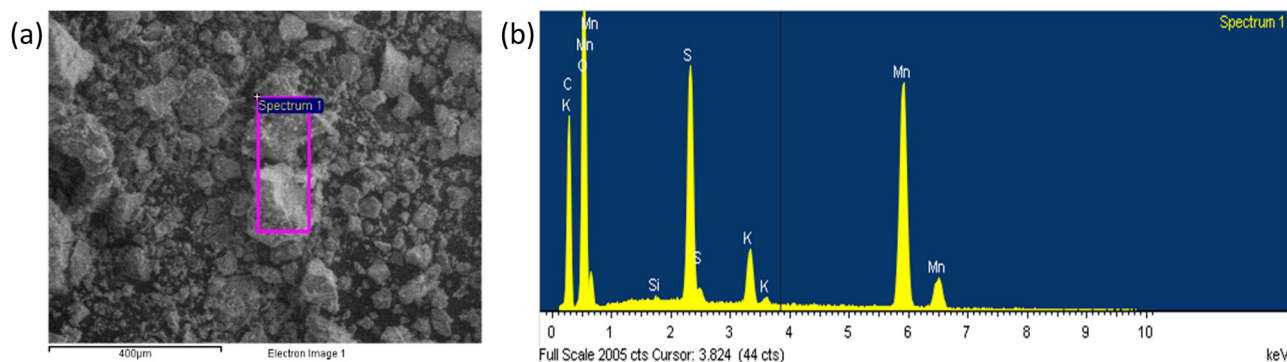 (a)
Spectrum 1
400µm
Electron Image 1
(b)
Spectrum 1
Mn
Mn
O
C
K
S
S
Si
K
K
Mn
Mn
0 1 2 3 4 5 6 7 8 9 10
Full Scale 2005 cts Cursor: 3.824 (44 cts)
keV